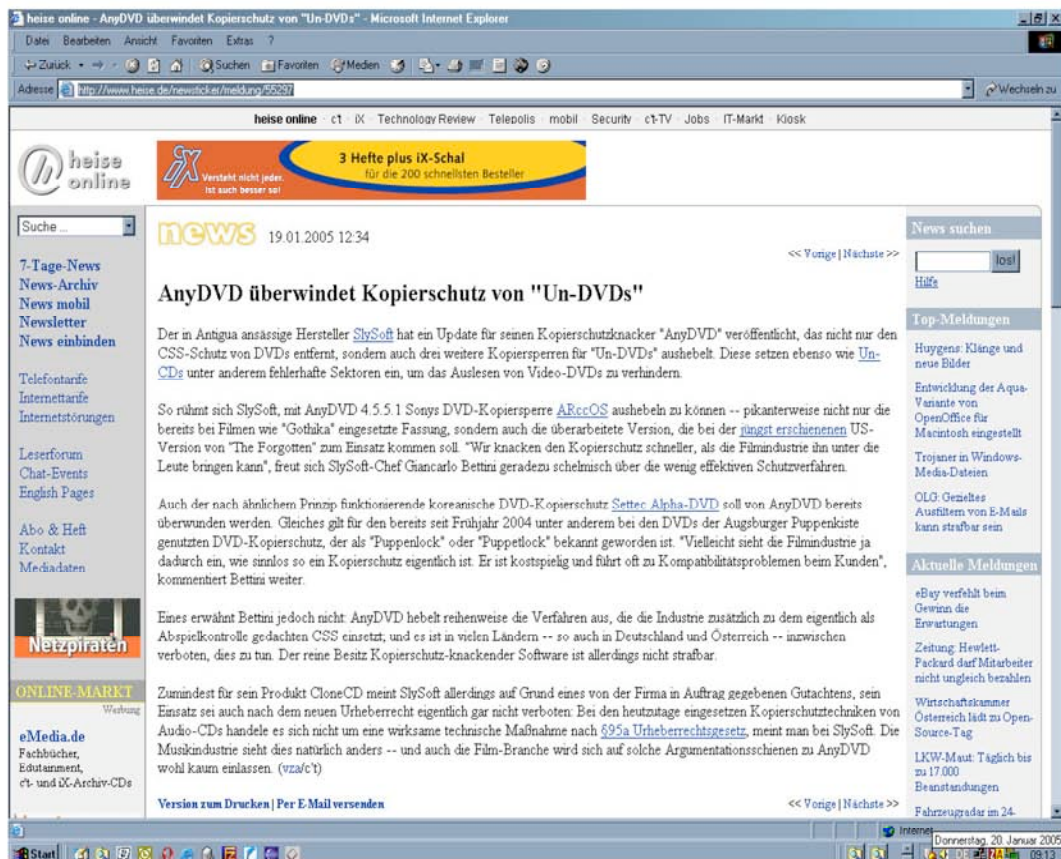 heise online - AnyDVD überwindet Kopierschutz von "Un-DVDs" - Microsoft Internet Explorer
Datei Bearbeiten Ansicht Favoriten Extras ?
Zurück Suchen Favoriten Medien
Adresse http://www.heise.de/newsticker/meldung/55297 Wechseln zu
heise online · c't · iX · Technology Review · Telepolis · mobil · Security · c't-TV · Jobs · IT-Markt · Kiosk
heise
online
iX
Versteht nicht jeder.
Ist auch besser so!
3 Hefte plus iX-Schal
für die 200 schnellsten Besteller
Suche ...
7-Tage-News
News-Archiv
News mobil
Newsletter
News einbinden
Telefontarife
Internettarife
Internetstörungen
Leserforum
Chat-Events
English Pages
Abo & Heft
Kontakt
Mediadaten
Netzpiraten
ONLINE-MARKT
Werbung
eMedia.de
Fachbücher,
Edutainment,
c't- und iX-Archiv-CDs
news 19.01.2005 12:34
<< Vorige | Nächste >>
AnyDVD überwindet Kopierschutz von "Un-DVDs"
Der in Antigua ansässige Hersteller SlySoft hat ein Update für seinen Kopierschutzknacker "AnyDVD" veröffentlicht, das nicht nur den
CSS-Schutz von DVDs entfernt, sondern auch drei weitere Kopiersperren für "Un-DVDs" aushebelt. Diese setzen ebenso wie Un-
CDs unter anderem fehlerhafte Sektoren ein, um das Auslesen von Video-DVDs zu verhindern.
So rühmt sich SlySoft, mit AnyDVD 4.5.5.1 Sonys DVD-Kopiersperre ARccOS aushebeln zu können -- pikanterweise nicht nur die
bereits bei Filmen wie "Gothika" eingesetzte Fassung, sondern auch die überarbeitete Version, die bei der jüngst erschienenen US-
Version von "The Forgotten" zum Einsatz kommen soll. "Wir knacken den Kopierschutz schneller, als die Filmindustrie ihn unter die
Leute bringen kann", freut sich SlySoft-Chef Giancarlo Bettini geradezu schelmisch über die wenig effektiven Schutzverfahren.
Auch der nach ähnlichem Prinzip funktionierende koreanische DVD-Kopierschutz Settec Alpha-DVD soll von AnyDVD bereits
überwunden werden. Gleiches gilt für den bereits seit Frühjahr 2004 unter anderem bei den DVDs der Augsburger Puppenkiste
genutzten DVD-Kopierschutz, der als "Puppenlock" oder "Puppetlock" bekannt geworden ist. "Vielleicht sieht die Filmindustrie ja
dadurch ein, wie sinnlos so ein Kopierschutz eigentlich ist. Er ist kostspielig und führt oft zu Kompatibilitätsproblemen beim Kunden",
kommentiert Bettini weiter.
Eines erwähnt Bettini jedoch nicht: AnyDVD hebelt reihenweise die Verfahren aus, die die Industrie zusätzlich zu dem eigentlich als
Abspielkontrolle gedachten CSS einsetzt; und es ist in vielen Ländern -- so auch in Deutschland und Österreich -- inzwischen
verboten, dies zu tun. Der reine Besitz Kopierschutz-knackender Software ist allerdings nicht strafbar.
Zumindest für sein Produkt CloneCD meint SlySoft allerdings auf Grund eines von der Firma in Auftrag gegebenen Gutachtens, sein
Einsatz sei auch nach dem neuen Urheberrecht eigentlich gar nicht verboten: Bei den heutzutage eingesetzen Kopierschutztechniken von
Audio-CDs handele es sich nicht um eine wirksame technische Maßnahme nach §95a Urheberrechtsgesetz, meint man bei SlySoft. Die
Musikindustrie sieht dies natürlich anders -- und auch die Film-Branche wird sich auf solche Argumentationsschienen zu AnyDVD
wohl kaum einlassen. (vza/c't)
Version zum Drucken | Per E-Mail versenden
<< Vorige | Nächste >>
News suchen
los!
Hilfe
Top-Meldungen
Huygens: Klänge und
neue Bilder
Entwicklung der Aqua-
Variante von
OpenOffice für
Macintosh eingestellt
Trojaner in Windows-
Media-Dateien
OLG: Gezieltes
Ausfiltern von E-Mails
kann strafbar sein
Aktuelle Meldungen
eBay verfehlt beim
Gewinn die
Erwartungen
Zeitung: Hewlett-
Packard darf Mitarbeiter
nicht ungleich bezahlen
Wirtschaftskammer
Österreich lädt zu Open-
Source-Tag
LKW-Maut: Täglich bis
zu 17.000
Beanstandungen
Fahrzeugradar im 24-
Internet
Donnerstag, 20. Januar 2005
Start DE 09:13